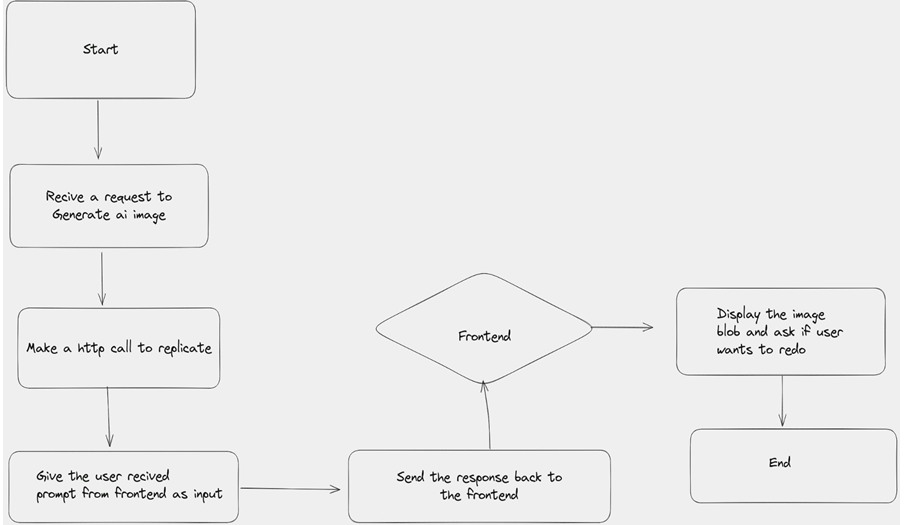 Start
Recive a request to
Generate ai image
Make a http call to replicate
Give the user recived
prompt from frontend as input
Send the response back to
the frontend
Frontend
Display the image
blob and ask if user
wants to redo
End